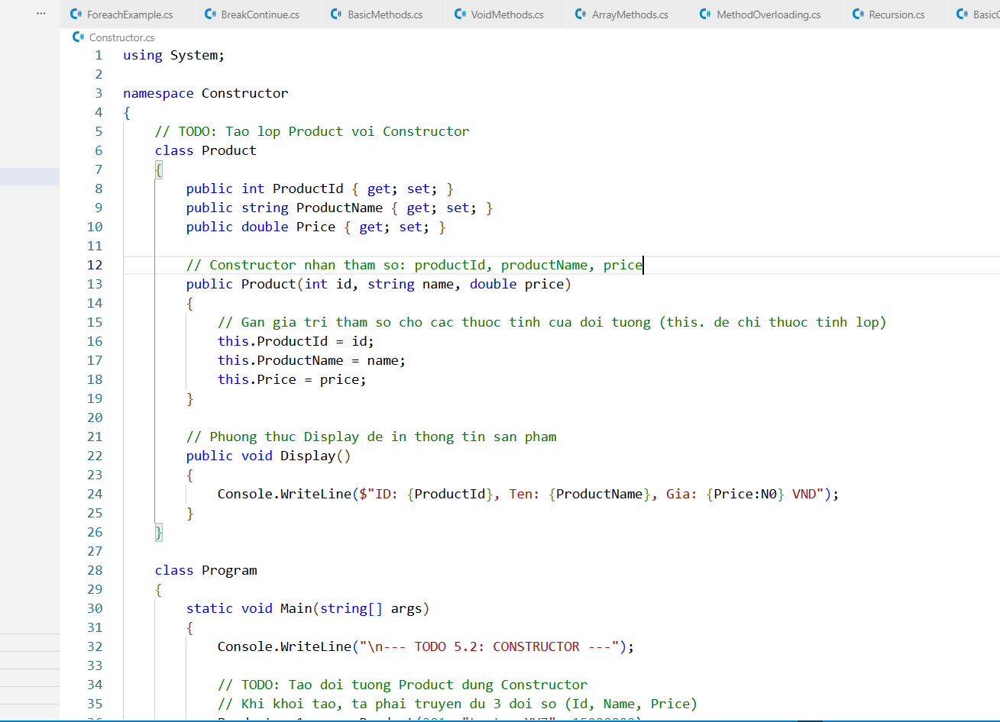 ForeachExample.cs BreakContinue.cs BasicMethods.cs VoidMethods.cs ArrayMethods.cs MethodOverloading.cs Recursion.cs
Constructor.cs
1 using System;
2
3 namespace Constructor
4 {
5 // TODO: Tao lop Product voi Constructor
6 class Product
7 {
8 public int ProductId { get; set; }
9 public string ProductName { get; set; }
10 public double Price { get; set; }
11
12 // Constructor nhan tham so: productId, productName, price
13 public Product(int id, string name, double price)
14 {
15 // Gan gia tri tham so cho cac thuoc tinh cua doi tuong (this. de chi thuoc tinh lop)
16 this.ProductId = id;
17 this.ProductName = name;
18 this.Price = price;
19 }
20
21 // Phuong thuc Display de in thong tin san pham
22 public void Display()
23 {
24 Console.WriteLine($"ID: {ProductId}, Ten: {ProductName}, Gia: {Price:N0} VND");
25 }
26 }
27
28 class Program
29 {
30 static void Main(string[] args)
31 {
32 Console.WriteLine("\n--- TODO 5.2: CONSTRUCTOR ---");
33
34 // TODO: Tao doi tuong Product dung Constructor
35 // Khi khoi tao, ta phai truyen du 3 doi so (Id, Name, Price)